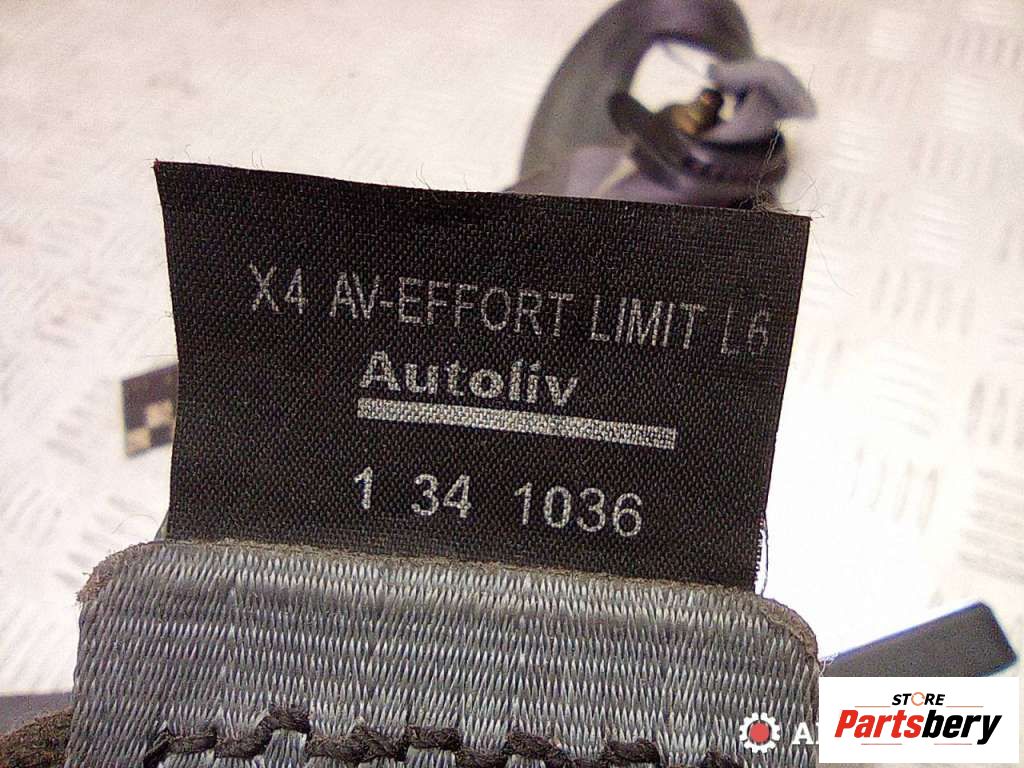 X4 AV-EFFORT LIMIT L6
Autoliv
1 34 1036
STORE
Partsbery